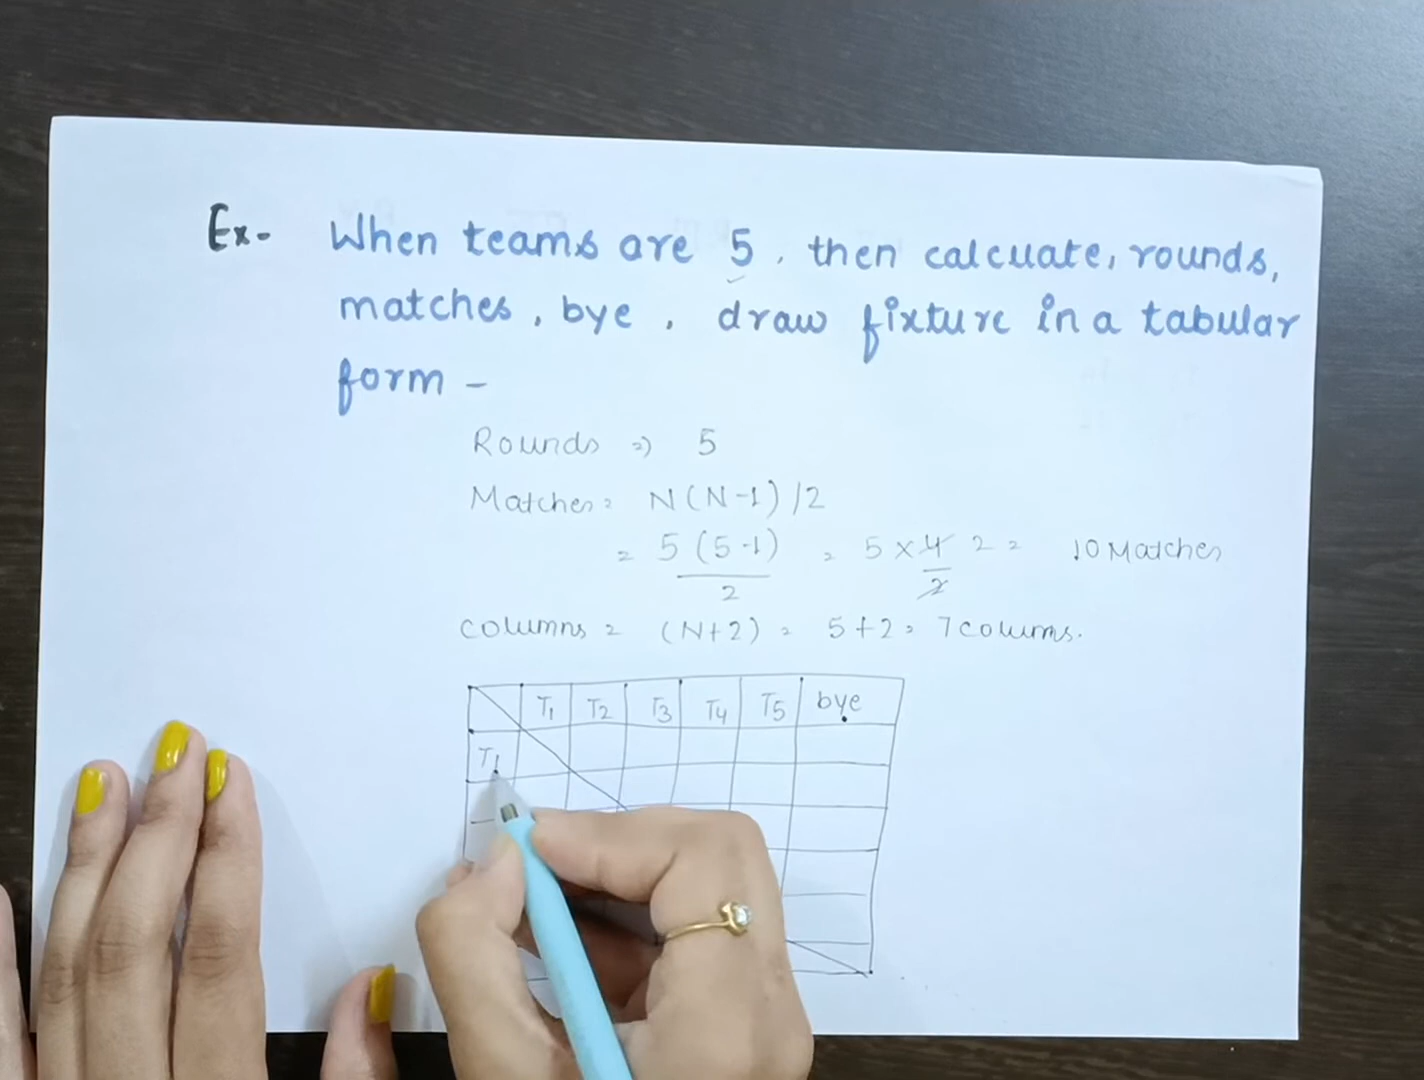 Ex- When teams are 5, then calcuate, rounds,
matches, bye, draw fixture in a tabular
form -
Rounds => 5
Matches = N(N-1)/2
= 5(5-1)/2 = 5 x 4/2 2 = 10 Matches
columns = (N+2) = 5+2 = 7 colums.
T1 T2 T3 T4 T5 bye
T1